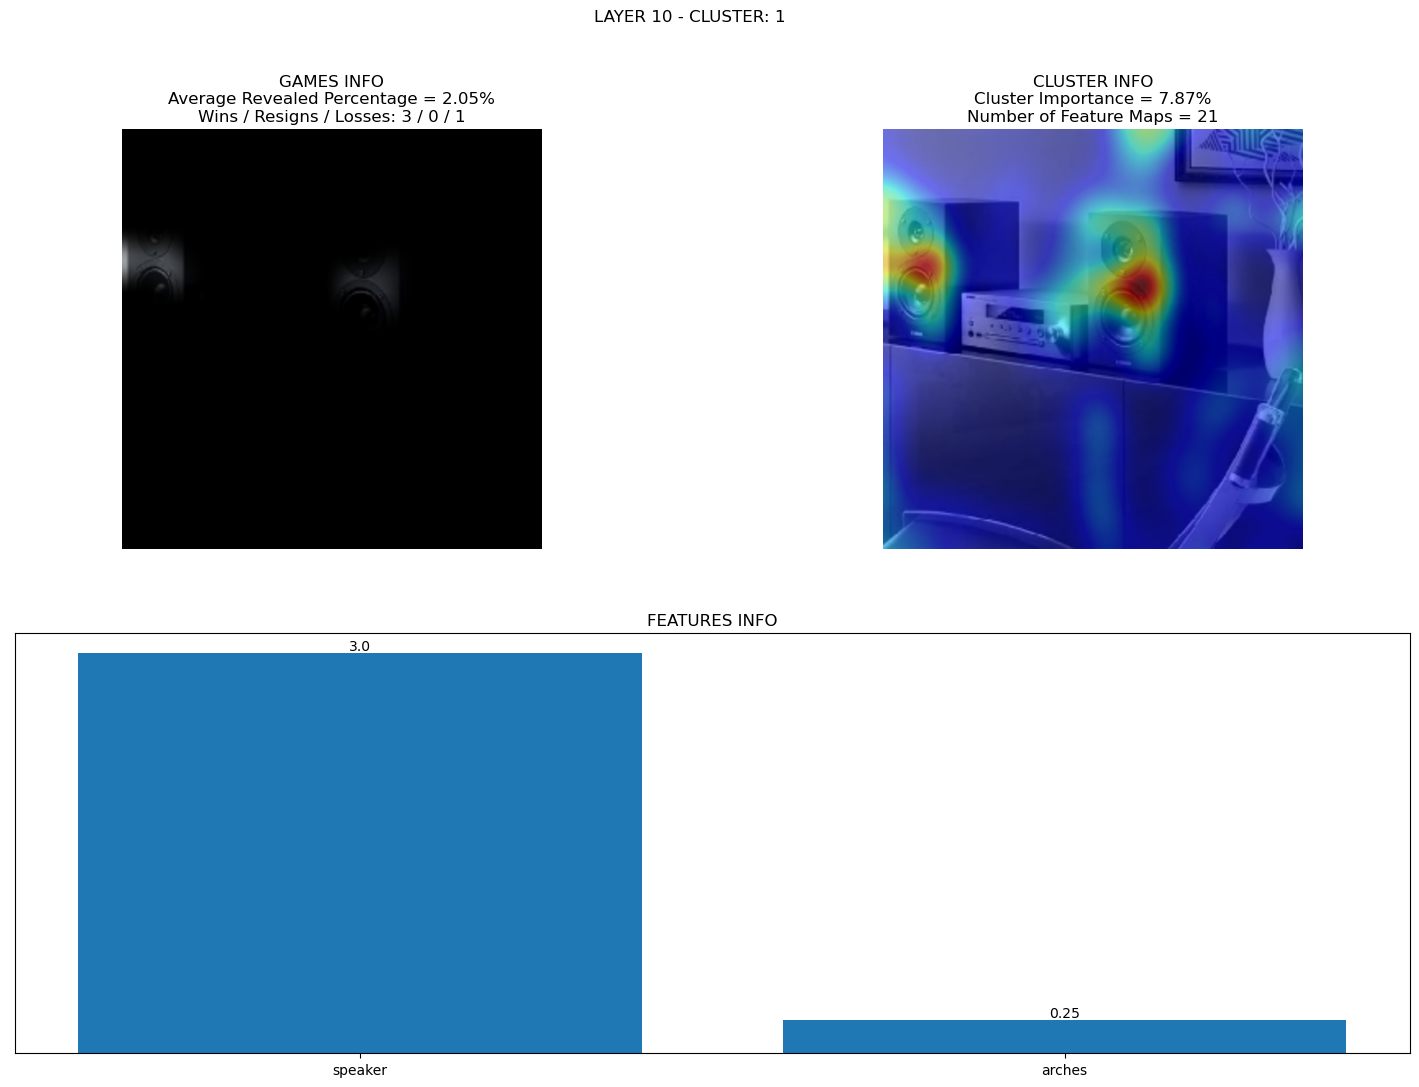 LAYER 10 - CLUSTER: 1
GAMES INFO
Average Revealed Percentage = 2.05%
Wins / Resigns / Losses: 3 / 0 / 1
CLUSTER INFO
Cluster Importance = 7.87%
Number of Feature Maps = 21
FEATURES INFO
3.0
0.25
speaker
arches